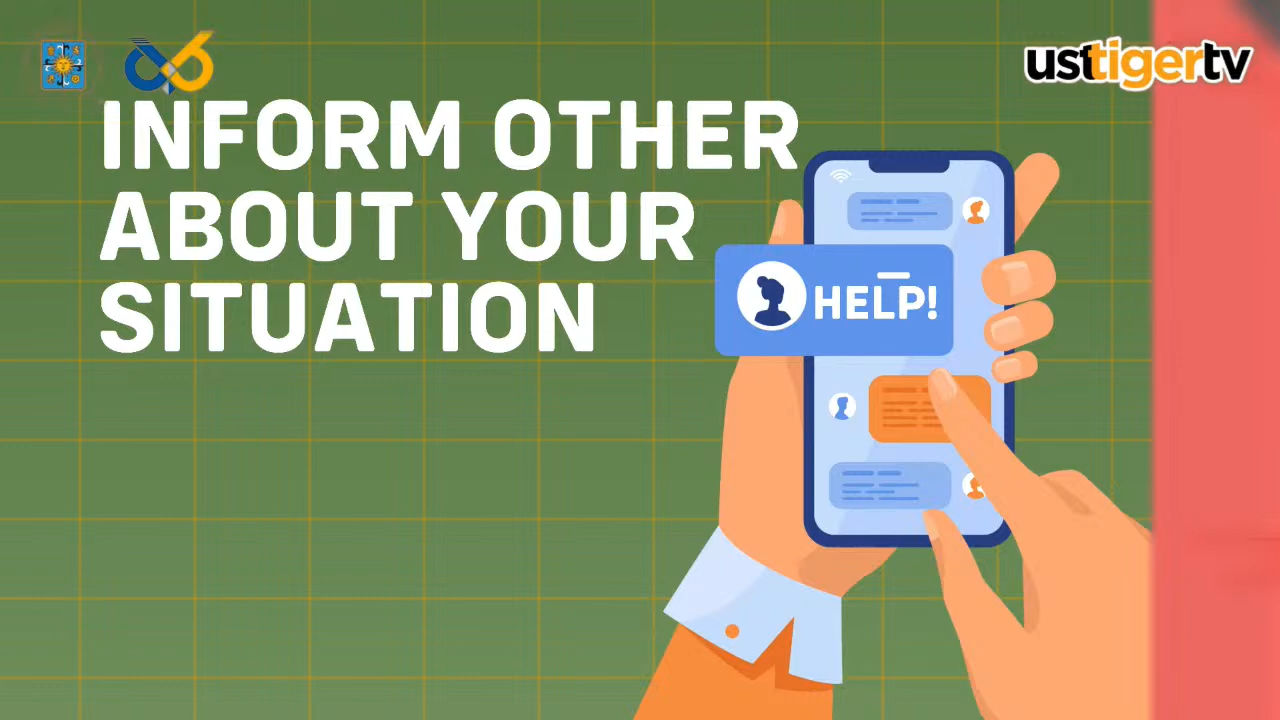 usttigertv
INFORM OTHER
ABOUT YOUR
SITUATION
HELP!